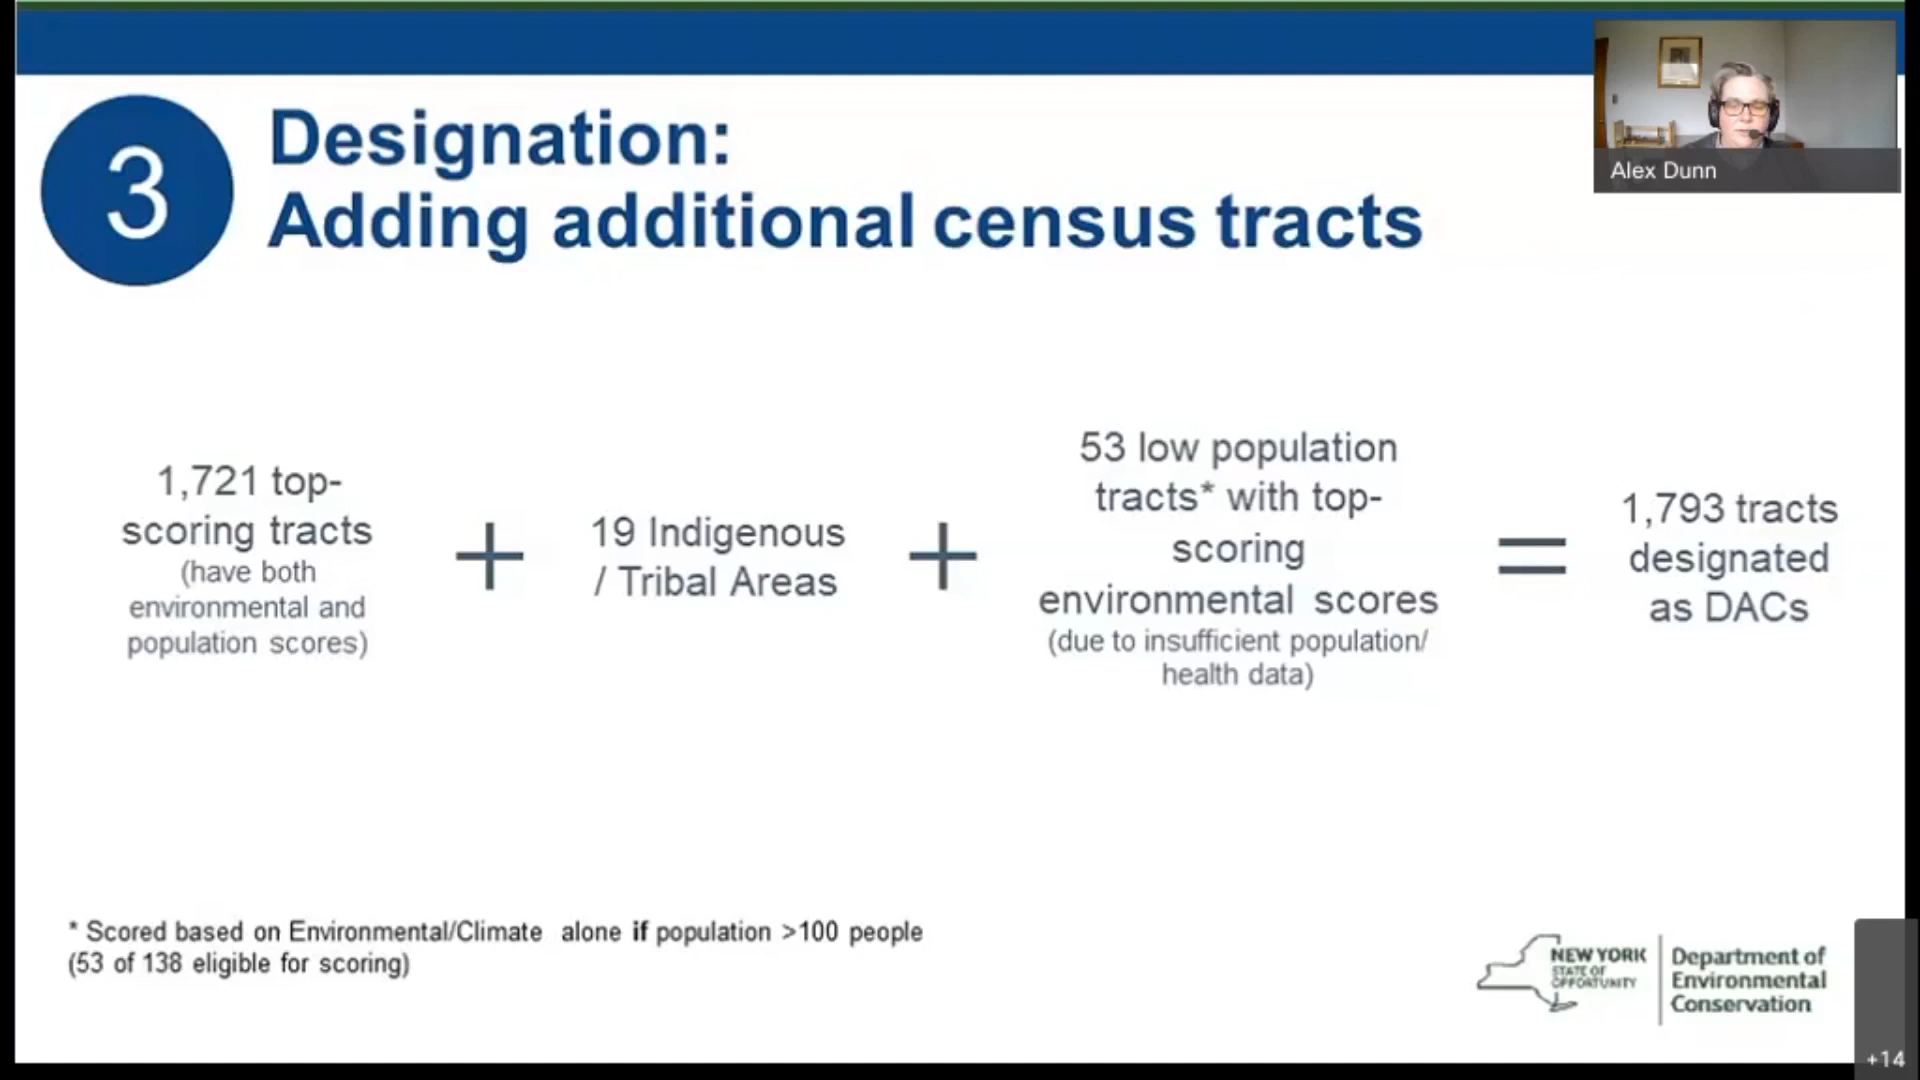 3
Designation:
Adding additional census tracts
Alex Dunn
1,721 top-
scoring tracts
(have both
environmental and
population scores)
+
19 Indigenous
/ Tribal Areas
+
53 low population
tracts* with top-
scoring
environmental scores
(due to insufficient population/
health data)
=
1,793 tracts
designated
as DACs
* Scored based on Environmental/Climate alone if population >100 people
(53 of 138 eligible for scoring)
NEW YORK
STATE OF
OPPORTUNITY
Department of
Environmental
Conservation
+14